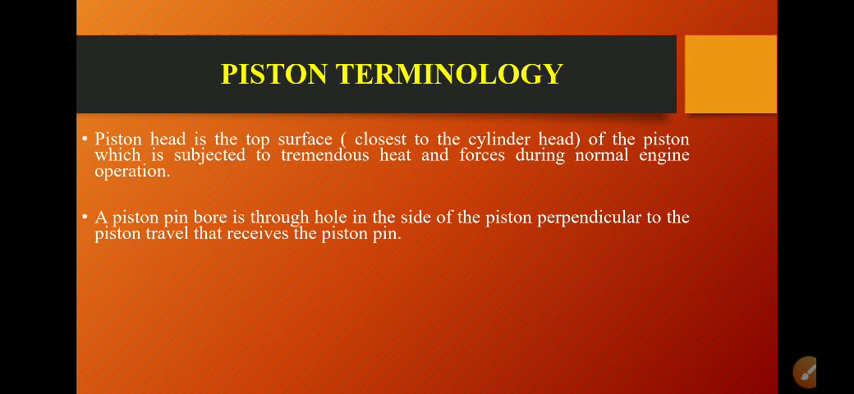 PISTON TERMINOLOGY
• Piston head is the top surface ( closest to the cylinder head) of the piston
which is subjected to tremendous heat and forces during normal engine
operation.
• A piston pin bore is through hole in the side of the piston perpendicular to the
piston travel that receives the piston pin.